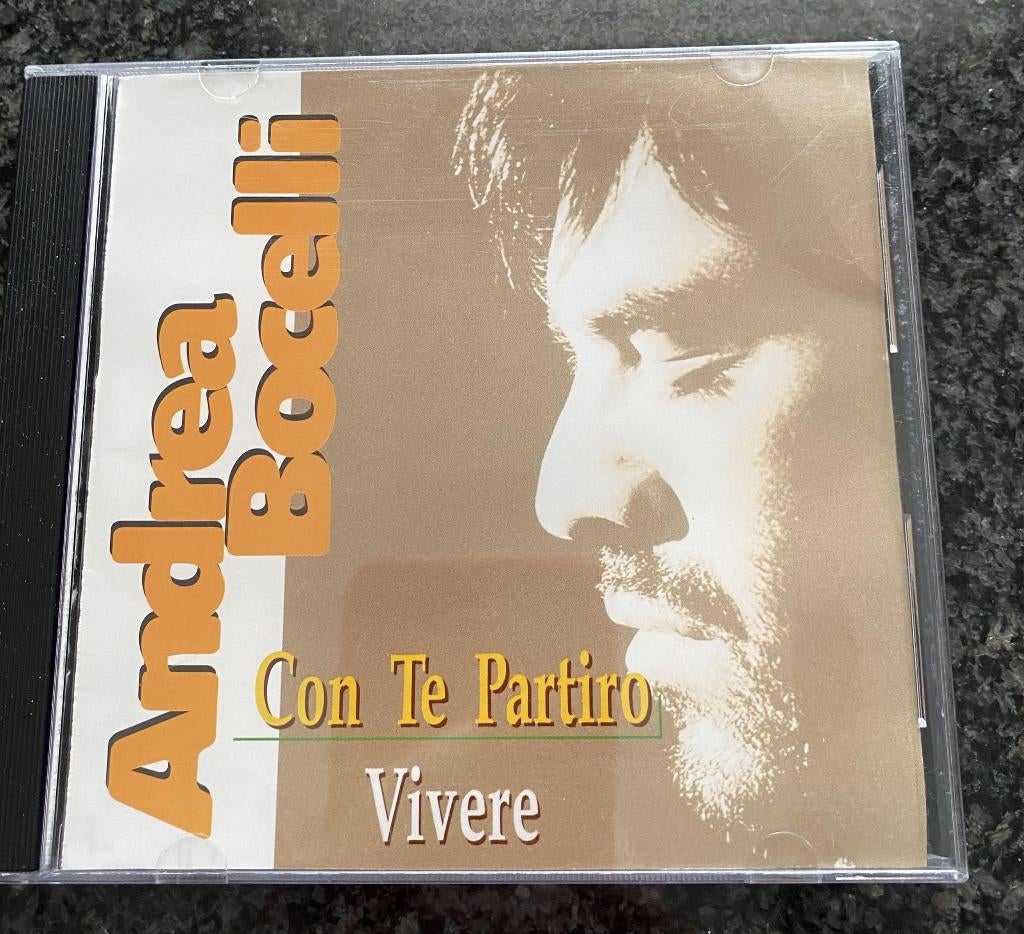 Andrea
Bocelli
Con Te Partiro
Vivere